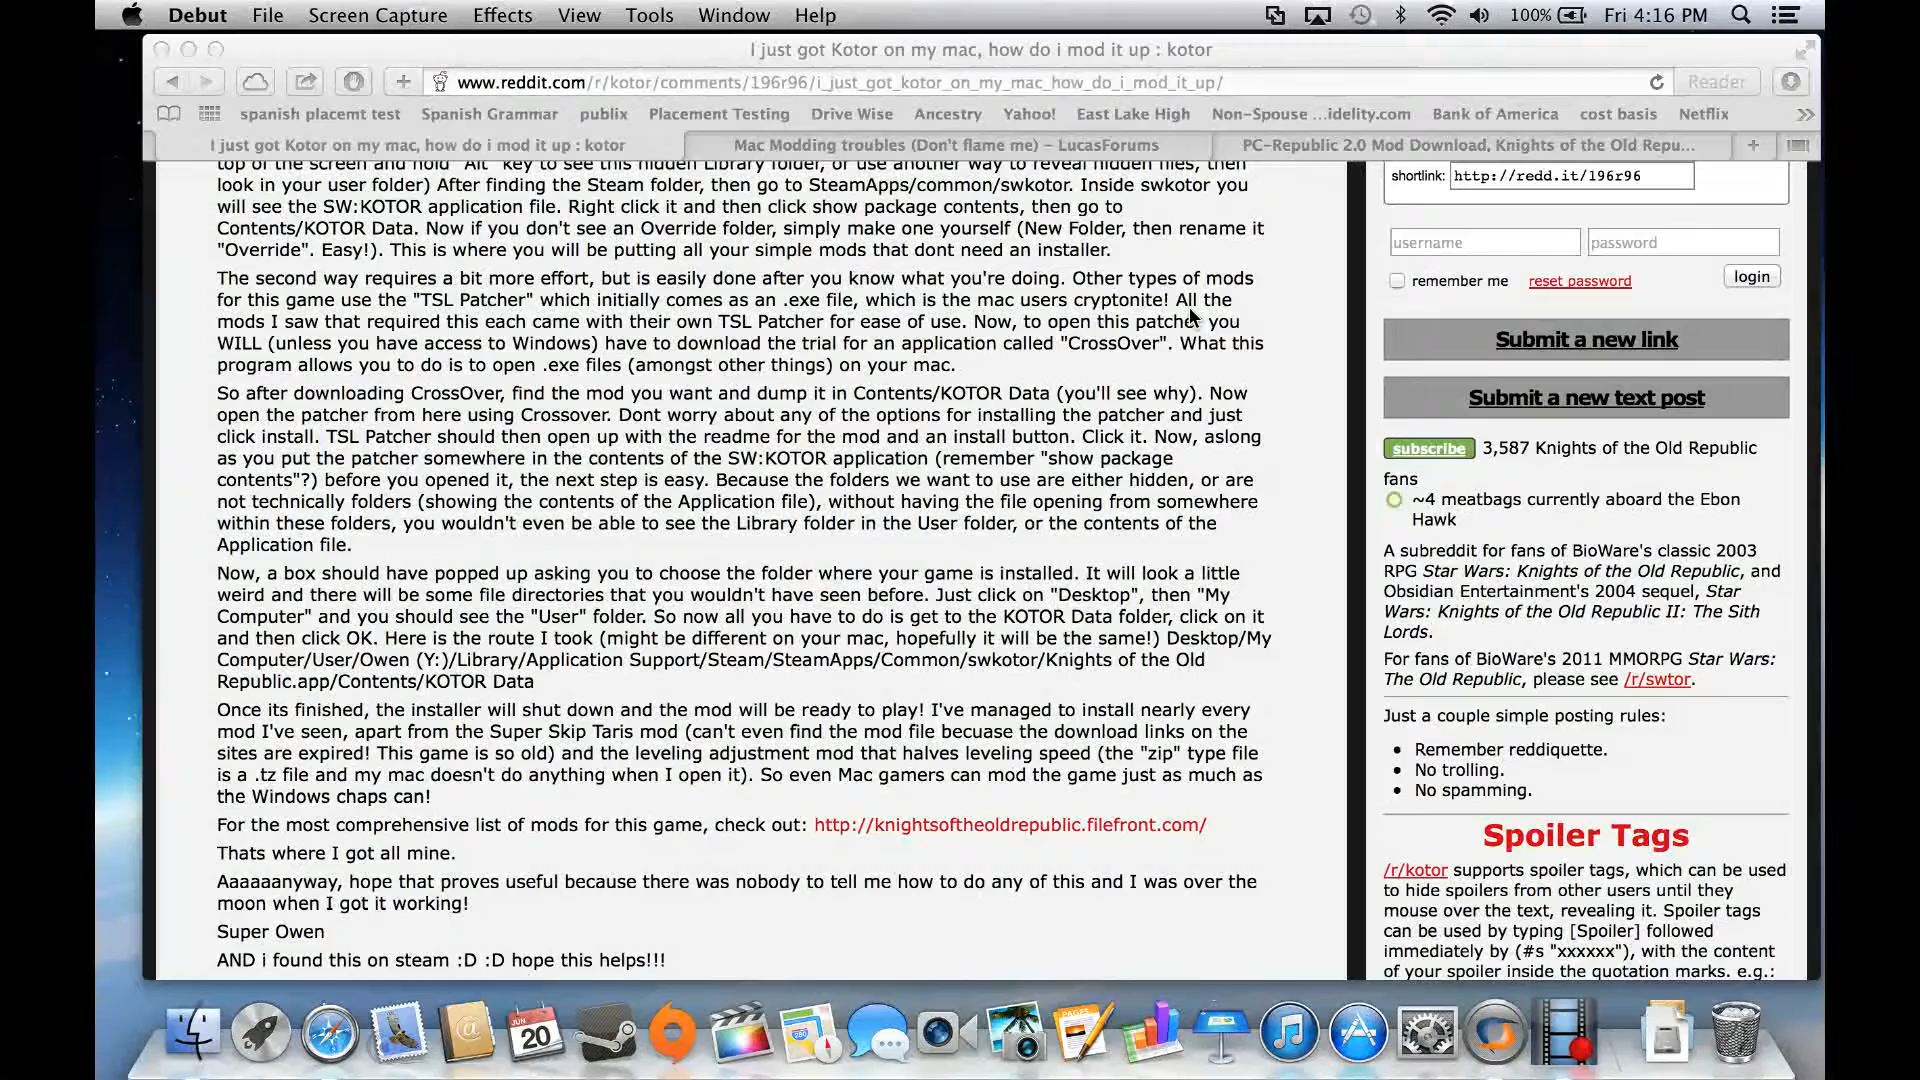 Debut File Screen Capture Effects View Tools Window Help 100% Fri 4:16 PM
I just got Kotor on my mac, how do i mod it up : kotor
www.reddit.com/r/kotor/comments/196r96/i_just_got_kotor_on_my_mac_how_do_i_mod_it_up/ Reader
spanish placemt test Spanish Grammar publix Placement Testing Drive Wise Ancestry Yahoo! East Lake High Non-Spouse ...idelity.com Bank of America cost basis Netflix
I just got Kotor on my mac, how do i mod it up : kotor Mac Modding troubles (Don't flame me) – LucasForums PC-Republic 2.0 Mod Download, Knights of the Old Repu...
top of the screen and hold "Alt" key to see this hidden Library folder, or use another way to reveal hidden files, then
look in your user folder) After finding the Steam folder, then go to SteamApps/common/swkotor. Inside swkotor you
will see the SW:KOTOR application file. Right click it and then click show package contents, then go to
Contents/KOTOR Data. Now if you don't see an Override folder, simply make one yourself (New Folder, then rename it
"Override". Easy!). This is where you will be putting all your simple mods that dont need an installer.
The second way requires a bit more effort, but is easily done after you know what you're doing. Other types of mods
for this game use the "TSL Patcher" which initially comes as an .exe file, which is the mac users cryptonite! All the
mods I saw that required this each came with their own TSL Patcher for ease of use. Now, to open this patcher you
WILL (unless you have access to Windows) have to download the trial for an application called "CrossOver". What this
program allows you to do is to open .exe files (amongst other things) on your mac.
So after downloading CrossOver, find the mod you want and dump it in Contents/KOTOR Data (you'll see why). Now
open the patcher from here using Crossover. Dont worry about any of the options for installing the patcher and just
click install. TSL Patcher should then open up with the readme for the mod and an install button. Click it. Now, aslong
as you put the patcher somewhere in the contents of the SW:KOTOR application (remember "show package
contents"?) before you opened it, the next step is easy. Because the folders we want to use are either hidden, or are
not technically folders (showing the contents of the Application file), without having the file opening from somewhere
within these folders, you wouldn't even be able to see the Library folder in the User folder, or the contents of the
Application file.
Now, a box should have popped up asking you to choose the folder where your game is installed. It will look a little
weird and there will be some file directories that you wouldn't have seen before. Just click on "Desktop", then "My
Computer" and you should see the "User" folder. So now all you have to do is get to the KOTOR Data folder, click on it
and then click OK. Here is the route I took (might be different on your mac, hopefully it will be the same!) Desktop/My
Computer/User/Owen (Y:)/Library/Application Support/Steam/SteamApps/Common/swkotor/Knights of the Old
Republic.app/Contents/KOTOR Data
Once its finished, the installer will shut down and the mod will be ready to play! I've managed to install nearly every
mod I've seen, apart from the Super Skip Taris mod (can't even find the mod file becuase the download links on the
sites are expired! This game is so old) and the leveling adjustment mod that halves leveling speed (the "zip" type file
is a .tz file and my mac doesn't do anything when I open it). So even Mac gamers can mod the game just as much as
the Windows chaps can!
For the most comprehensive list of mods for this game, check out: http://knightsoftheoldrepublic.filefront.com/
Thats where I got all mine.
Aaaaaanyway, hope that proves useful because there was nobody to tell me how to do any of this and I was over the
moon when I got it working!
Super Owen
AND i found this on steam :D :D hope this helps!!!
shortlink: http://redd.it/196r96
username password
remember me reset password login
Submit a new link
Submit a new text post
subscribe 3,587 Knights of the Old Republic
fans
~4 meatbags currently aboard the Ebon
Hawk
A subreddit for fans of BioWare's classic 2003
RPG Star Wars: Knights of the Old Republic, and
Obsidian Entertainment's 2004 sequel, Star
Wars: Knights of the Old Republic II: The Sith
Lords.
For fans of BioWare's 2011 MMORPG Star Wars:
The Old Republic, please see /r/swtor.
Just a couple simple posting rules:
• Remember reddiquette.
• No trolling.
• No spamming.
Spoiler Tags
/r/kotor supports spoiler tags, which can be used
to hide spoilers from other users until they
mouse over the text, revealing it. Spoiler tags
can be used by typing [Spoiler] followed
immediately by (#s "xxxxxx"), with the content
of your spoiler inside the quotation marks. e.g.:
JUN
20
280
PAGES